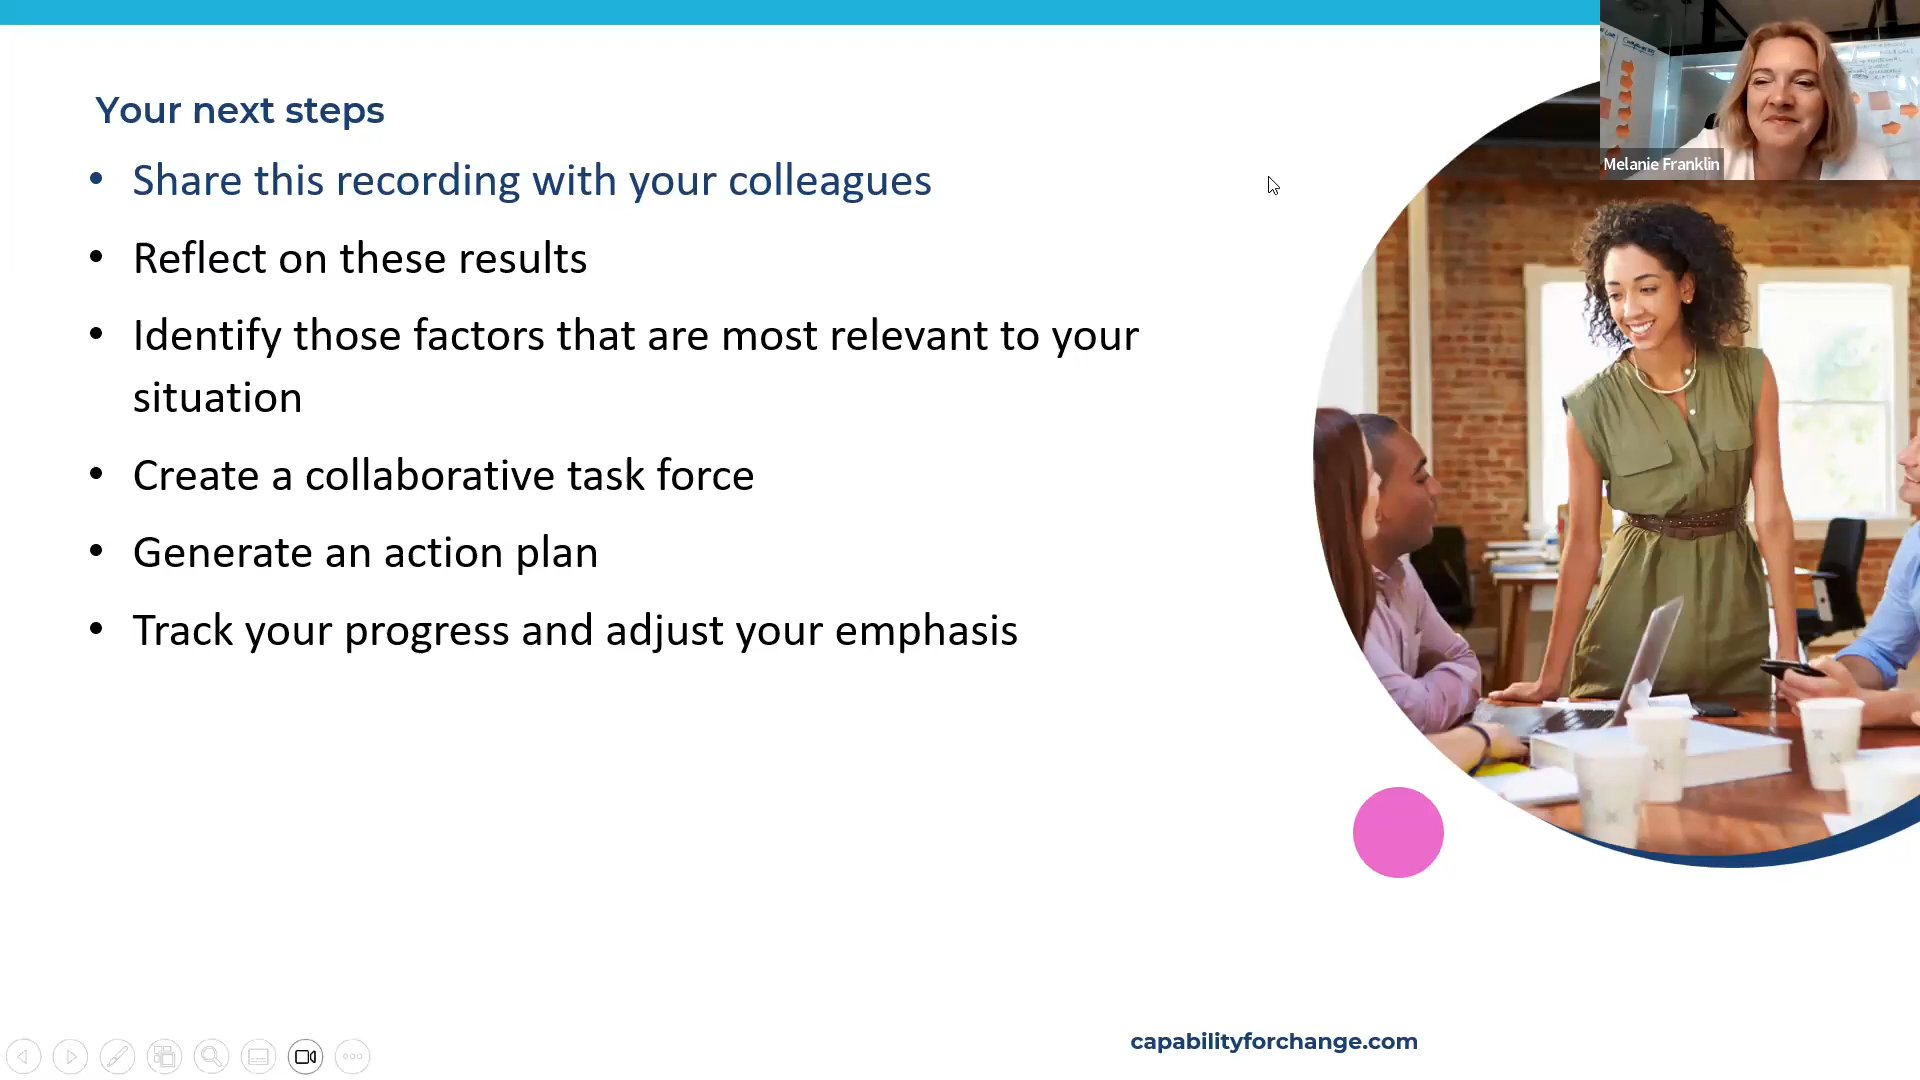 Your next steps
• Share this recording with your colleagues
• Reflect on these results
• Identify those factors that are most relevant to your
situation
• Create a collaborative task force
• Generate an action plan
• Track your progress and adjust your emphasis
Melanie Franklin
capabilityforchange.com